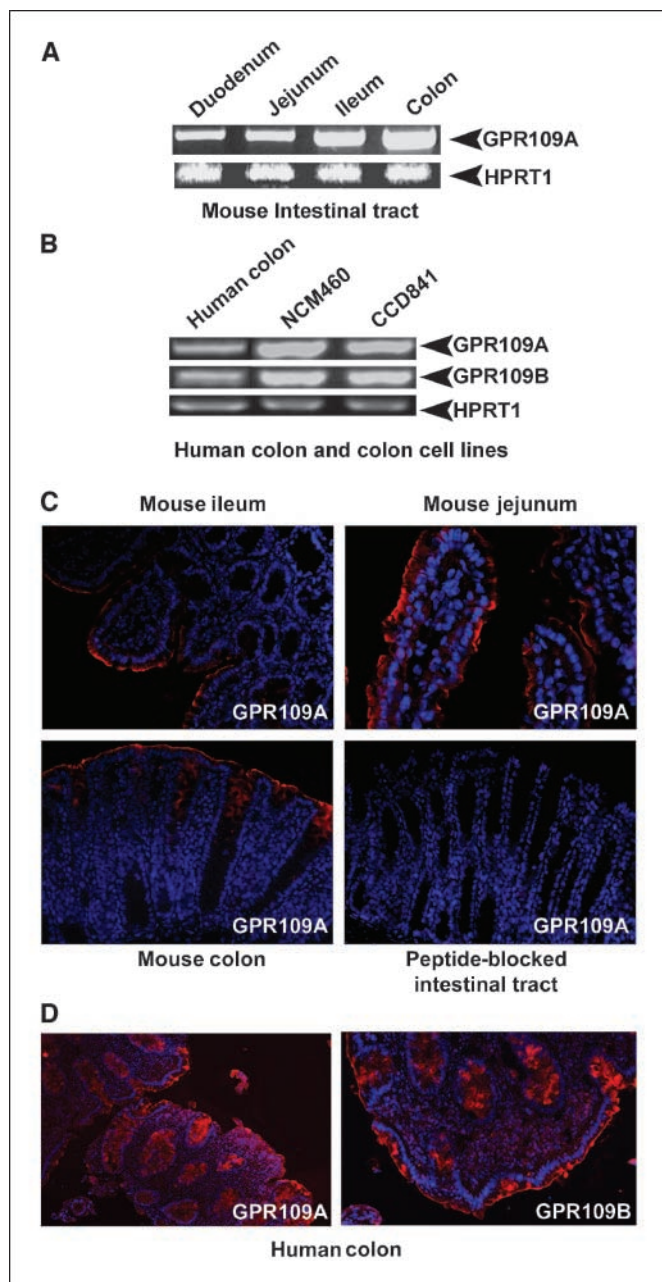 A
Duodenum
Jejunum
Ileum
Colon
GPR109A
HPRT1
Mouse Intestinal tract
B
Human colon
NCM460
CCD841
GPR109A
GPR109B
HPRT1
Human colon and colon cell lines
C
Mouse ileum
Mouse jejunum
GPR109A
GPR109A
GPR109A
GPR109A
Mouse colon
Peptide-blocked
intestinal tract
D
GPR109A
GPR109B
Human colon